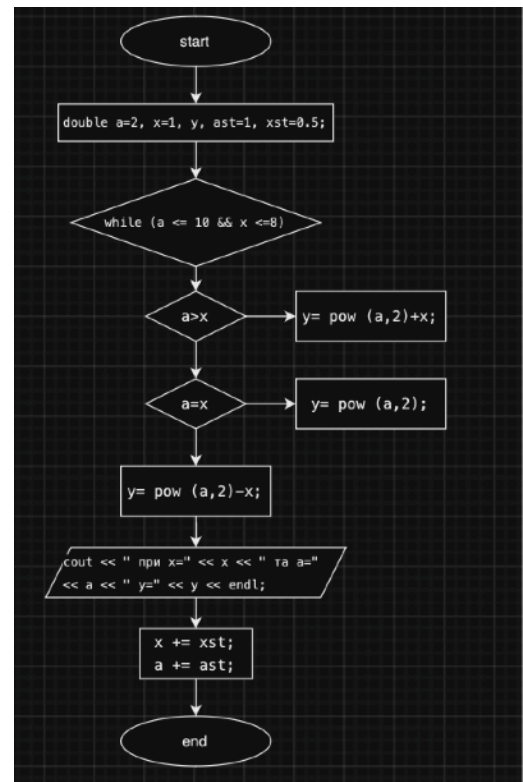 start
double a=2, x=1, y, ast=1, xst=0.5;
while (a <= 10 && x <=8)
a>x
y= pow (a,2)+x;
a=x
y= pow (a,2);
y= pow (a,2)-x;
cout << " при x=" << x << " та a="
<< a << " y=" << y << endl;
x += xst;
a += ast;
end